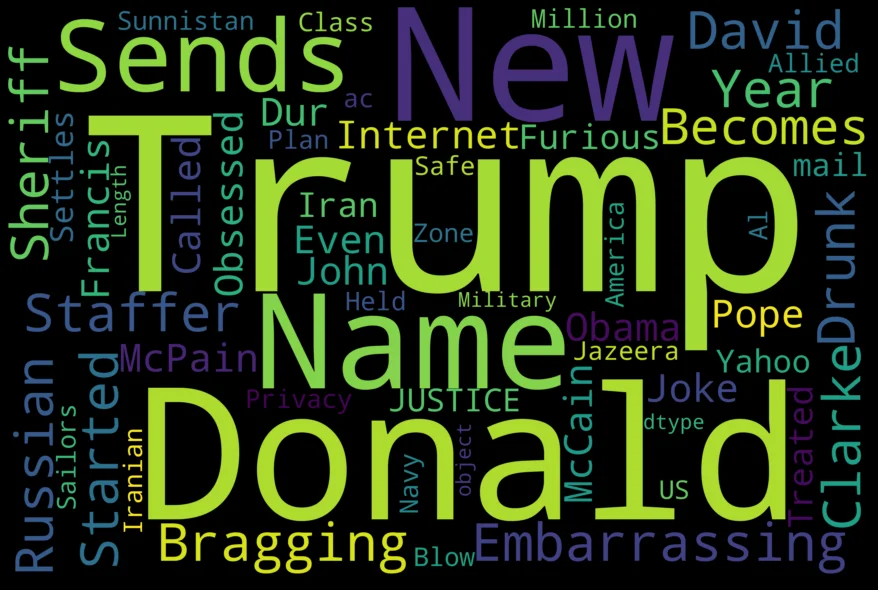 Sunnistan
Class
Million
David
Allied
Sends
New
Year
Sheriff
Settles
Dur
ac
Plan
Internet
Furious
Becomes
Trump
Safe
mail
Francis
Length
Called
Obsessed
Iran
Even
John
Zone
America
Al
Drunk
Staffer
Held
Military
Name
Obama
Pope
McPain
Jazeera
Yahoo
Russian
Started
Sailors
Iranian
Privacy
JUSTICE
McCain
Joke
Treated
Clarke
Donald
dtype
Navy
object
US
Bragging
Blow
Embarrassing